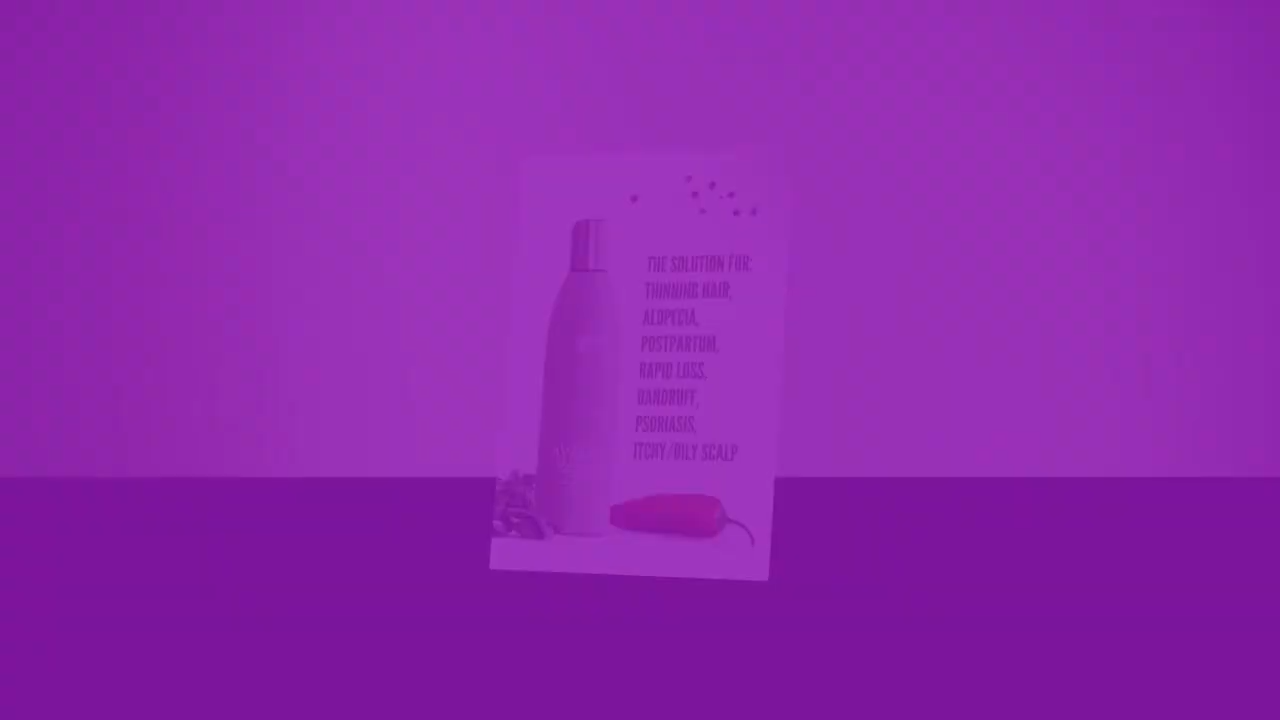 THE SOLUTION FOR:
THINNING HAIR,
ALOPECIA,
POSTPARTUM,
RAPID LOSS,
DANDRUFF,
PSORIASIS,
ITCHY/OILY SCALP